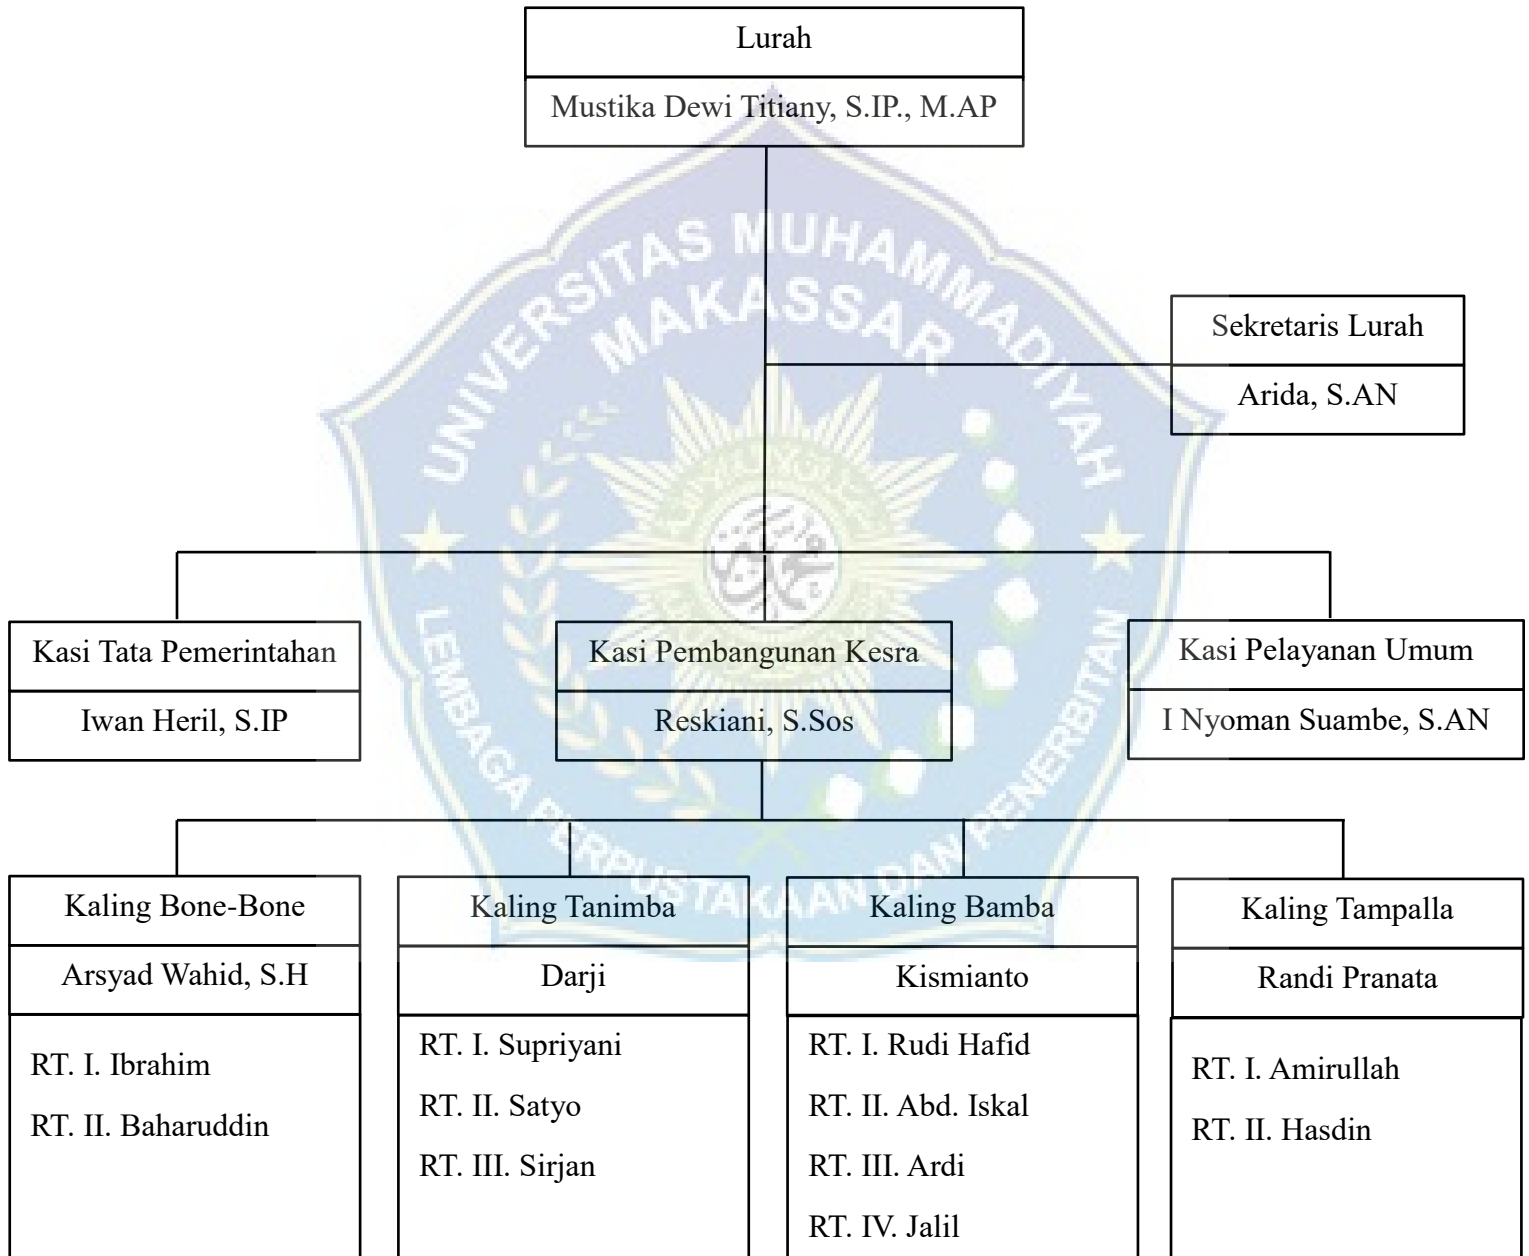 Lurah
Mustika Dewi Titiany, S.IP., M.AP
UNIVERSITAS MUHAMMADIYAH
MAKASSAR
Sekretaris Lurah
Arida, S.AN
Kasi Tata Pemerintahan
Iwan Heril, S.IP
Kasi Pembangunan Kesra
Reskiani, S.Sos
Kasi Pelayanan Umum
I Nyoman Suambe, S.AN
LEMBAGA PERPUSTAKAAN DAN PENERBITAN
Kaling Bone-Bone
Arsyad Wahid, S.H
RT. I. Ibrahim
RT. II. Baharuddin
Kaling Tanimba
Darji
RT. I. Supriyani
RT. II. Satyo
RT. III. Sirjan
Kaling Bamba
Kismianto
RT. I. Rudi Hafid
RT. II. Abd. Iskal
RT. III. Ardi
RT. IV. Jalil
Kaling Tampalla
Randi Pranata
RT. I. Amirullah
RT. II. Hasdin